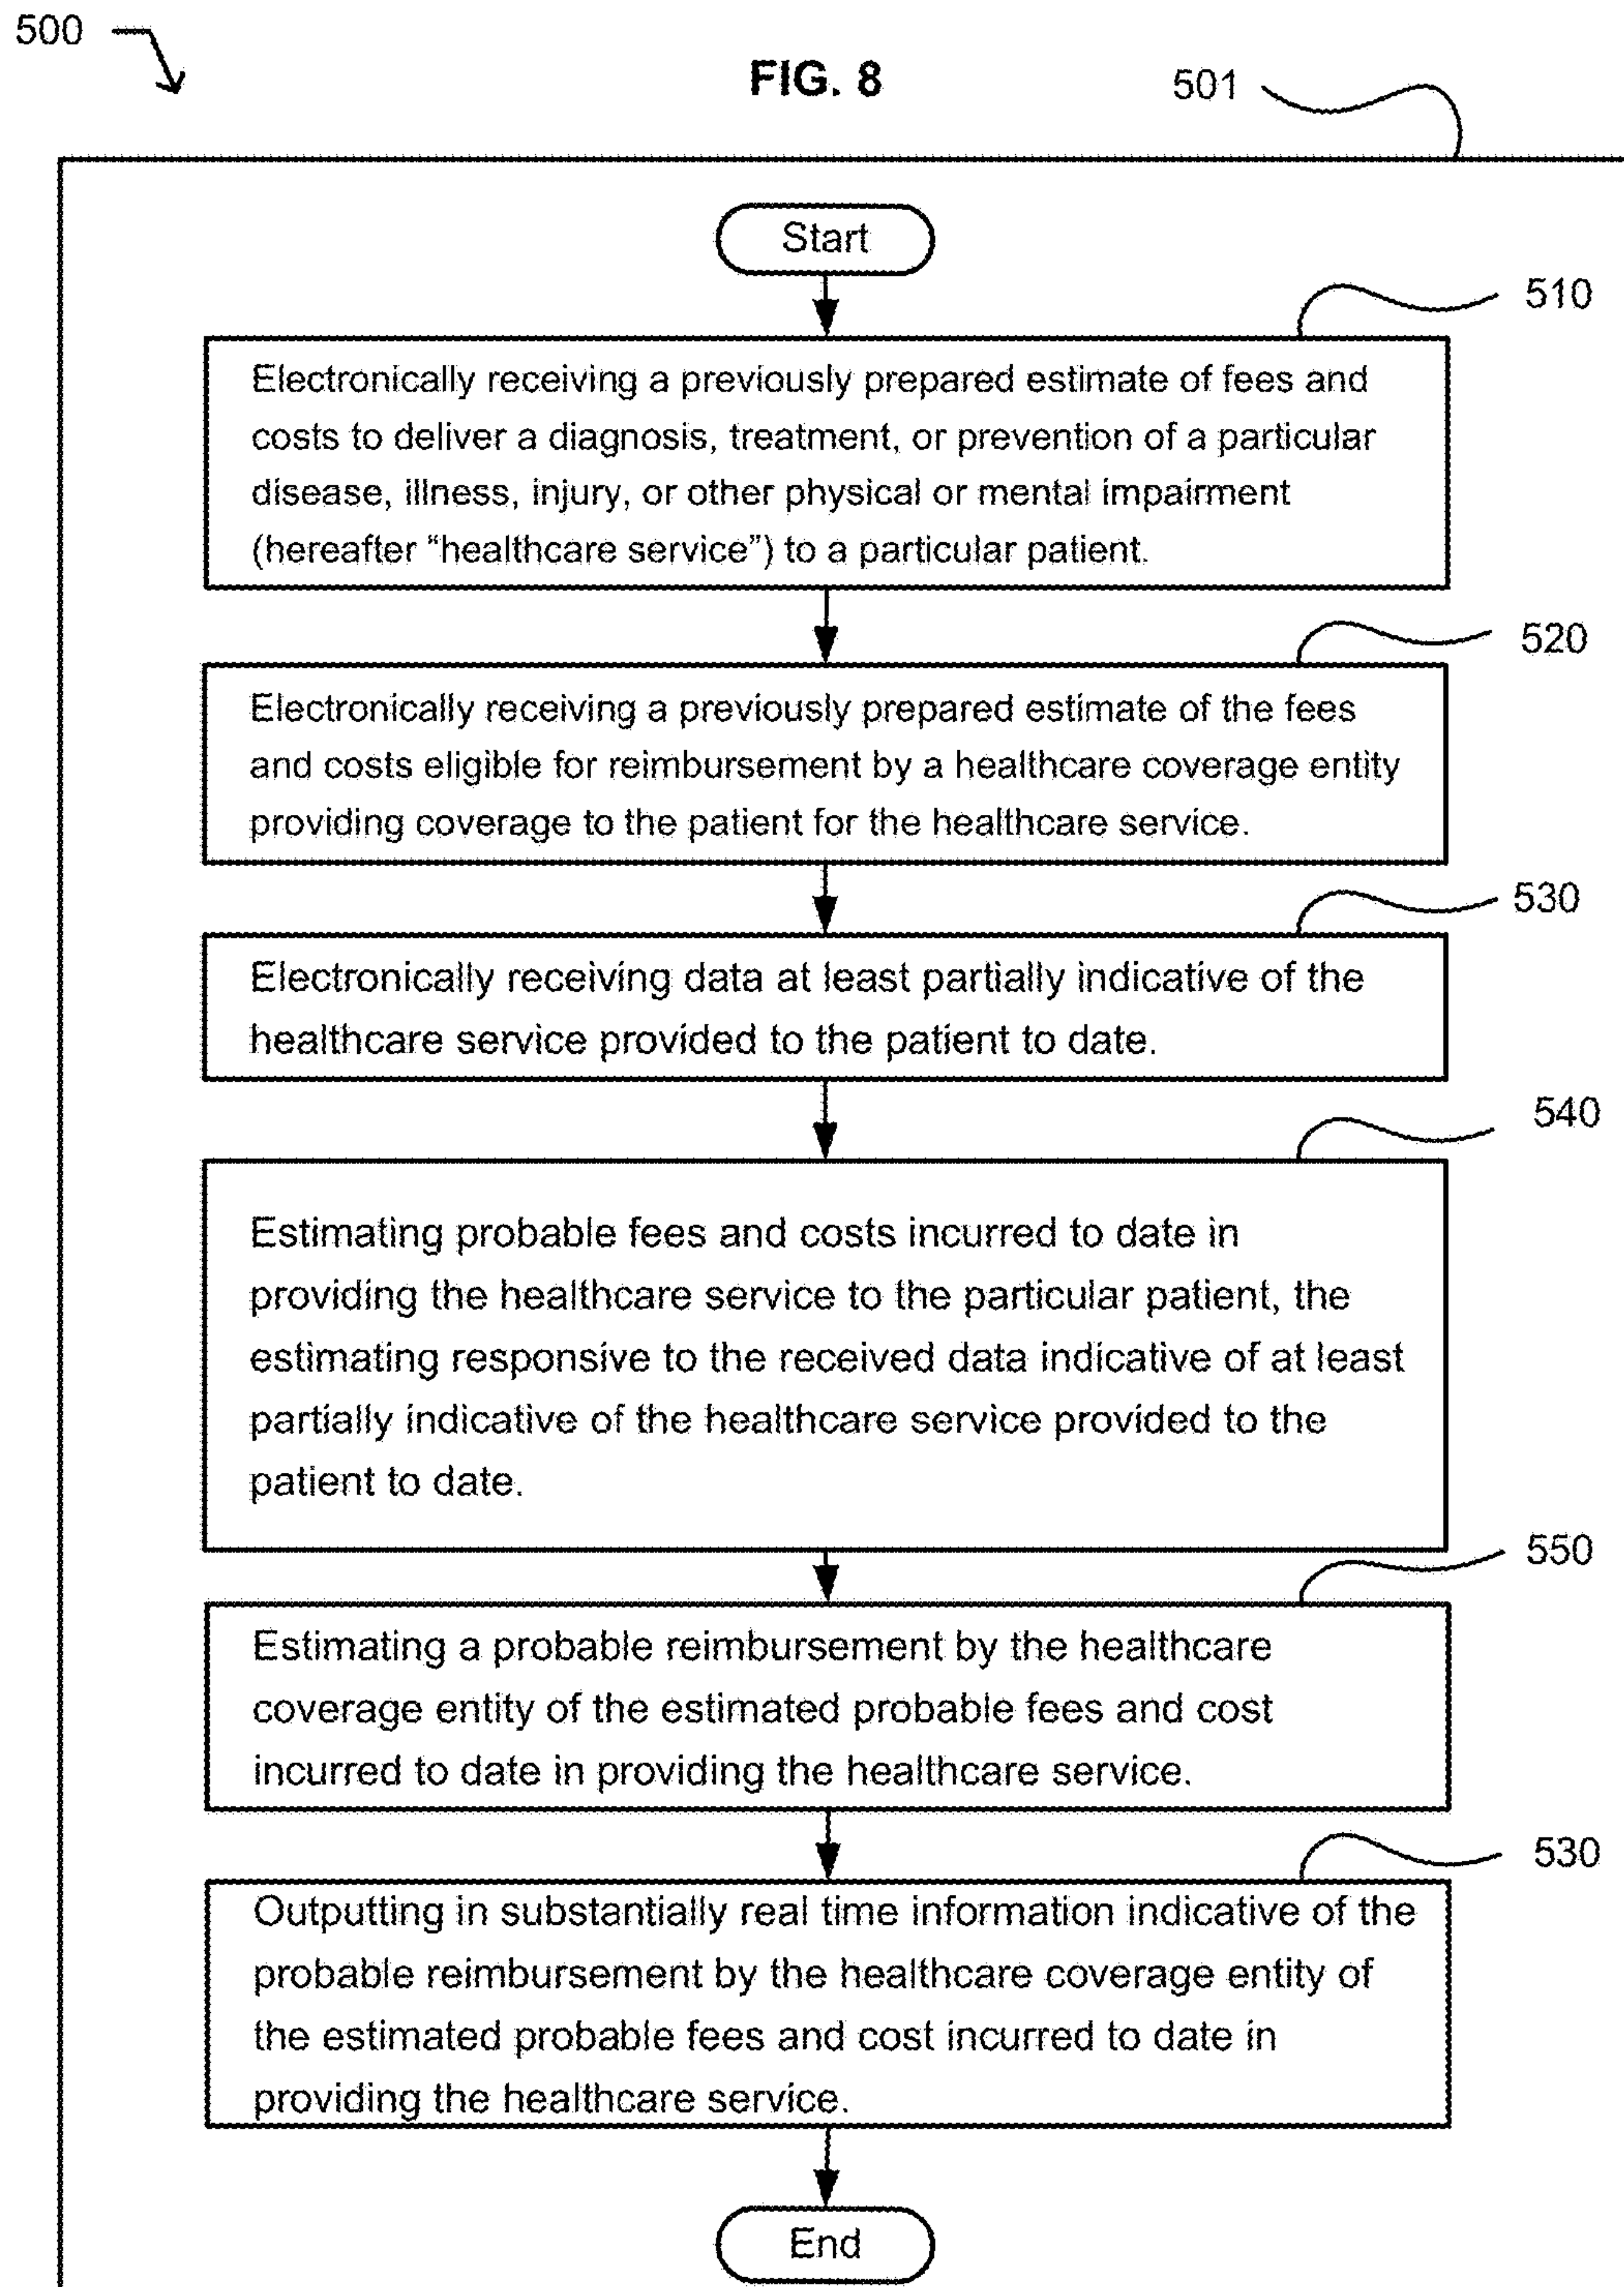 500
FIG. 8
501
Start
510
Electronically receiving a previously prepared estimate of fees and
costs to deliver a diagnosis, treatment, or prevention of a particular
disease, illness, injury, or other physical or mental impairment
(hereafter “healthcare service”) to a particular patient.
520
Electronically receiving a previously prepared estimate of the fees
and costs eligible for reimbursement by a healthcare coverage entity
providing coverage to the patient for the healthcare service.
530
Electronically receiving data at least partially indicative of the
healthcare service provided to the patient to date.
540
Estimating probable fees and costs incurred to date in
providing the healthcare service to the particular patient, the
estimating responsive to the received data indicative of at least
partially indicative of the healthcare service provided to the
patient to date.
550
Estimating a probable reimbursement by the healthcare
coverage entity of the estimated probable fees and cost
incurred to date in providing the healthcare service.
530
Outputting in substantially real time information indicative of the
probable reimbursement by the healthcare coverage entity of
the estimated probable fees and cost incurred to date in
providing the healthcare service.
End